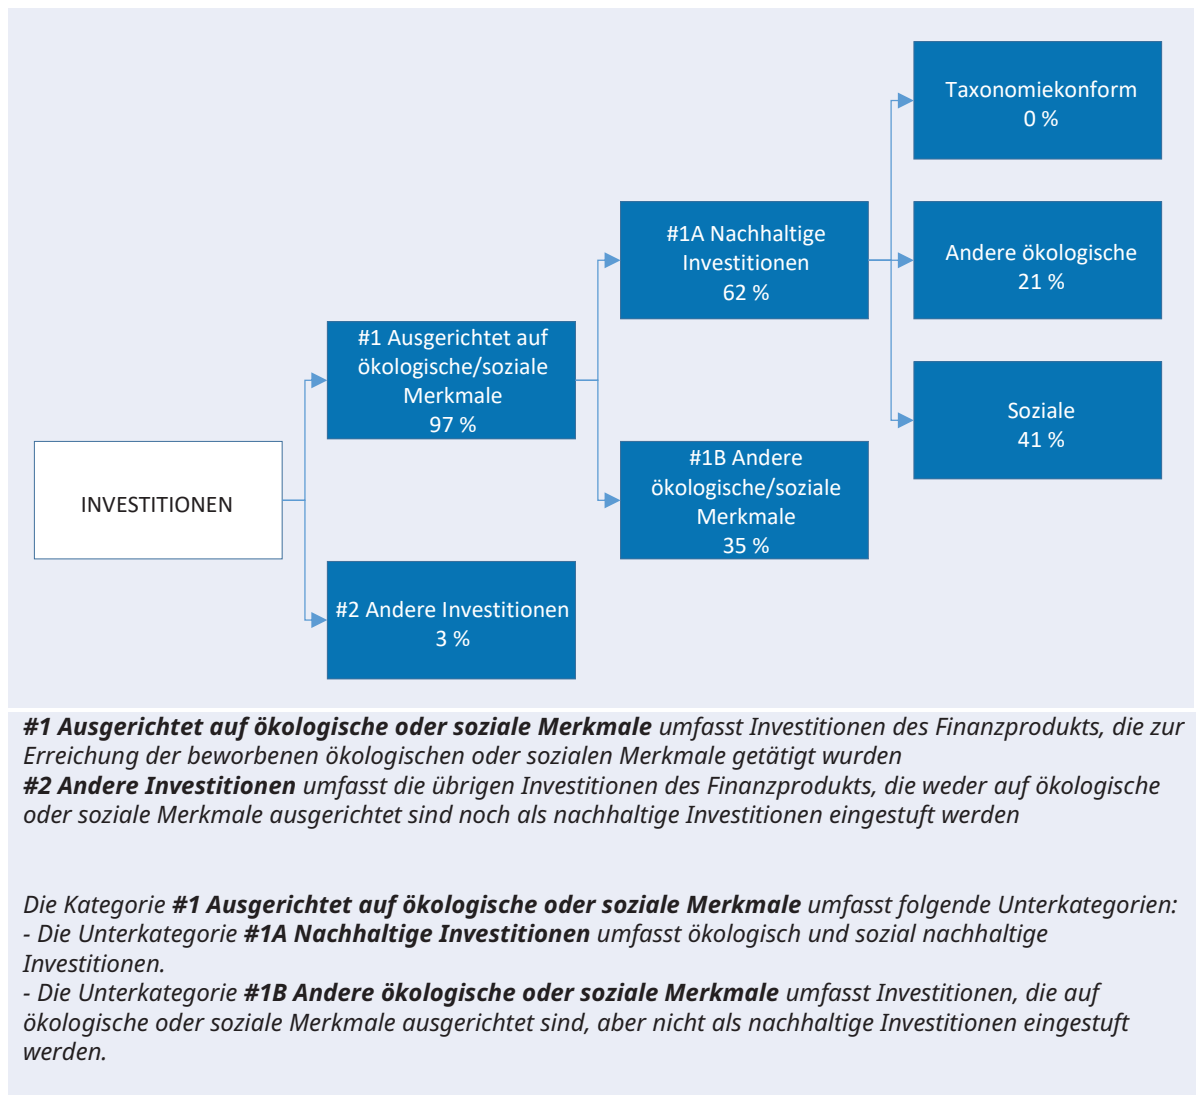 Taxonomiekonform
0 %
#1A Nachhaltige
Investitionen
62 %
Andere ökologische
21 %
#1 Ausgerichtet auf
ökologische/soziale
Merkmale
97 %
Soziale
41 %
INVESTITIONEN
#1B Andere
ökologische/soziale
Merkmale
35 %
#2 Andere Investitionen
3 %
#1 Ausgerichtet auf ökologische oder soziale Merkmale umfasst Investitionen des Finanzprodukts, die zur
Erreichung der beworbenen ökologischen oder sozialen Merkmale getätigt wurden
#2 Andere Investitionen umfasst die übrigen Investitionen des Finanzprodukts, die weder auf ökologische
oder soziale Merkmale ausgerichtet sind noch als nachhaltige Investitionen eingestuft werden
Die Kategorie #1 Ausgerichtet auf ökologische oder soziale Merkmale umfasst folgende Unterkategorien:
- Die Unterkategorie #1A Nachhaltige Investitionen umfasst ökologisch und sozial nachhaltige
Investitionen.
- Die Unterkategorie #1B Andere ökologische oder soziale Merkmale umfasst Investitionen, die auf
ökologische oder soziale Merkmale ausgerichtet sind, aber nicht als nachhaltige Investitionen eingestuft
werden.